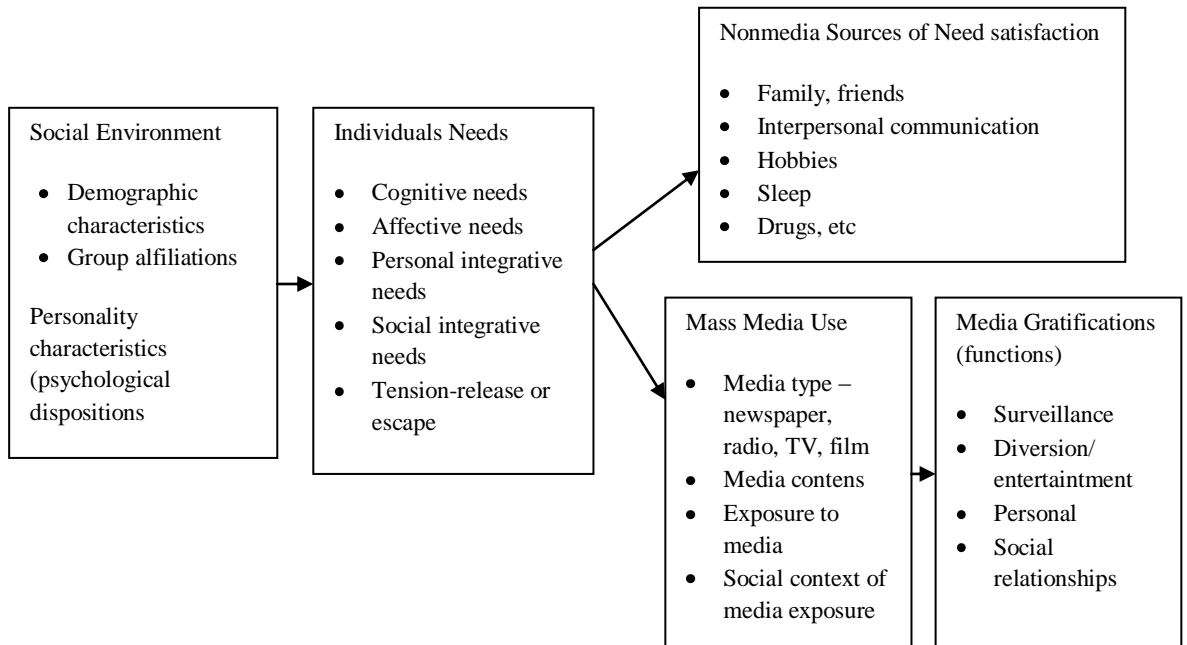 Nonmedia Sources of Need satisfaction
• Family, friends
• Interpersonal communication
• Hobbies
• Sleep
• Drugs, etc
Social Environment
• Demographic
characteristics
• Group alfiliations
Personality
characteristics
(psychological
dispositions
Individuals Needs
• Cognitive needs
• Affective needs
• Personal integrative
needs
• Social integrative
needs
• Tension-release or
escape
Mass Media Use
• Media type –
newspaper,
radio, TV, film
• Media contens
• Exposure to
media
• Social context of
media exposure
Media Gratifications
(functions)
• Surveillance
• Diversion/
entertaintment
• Personal
• Social
relationships